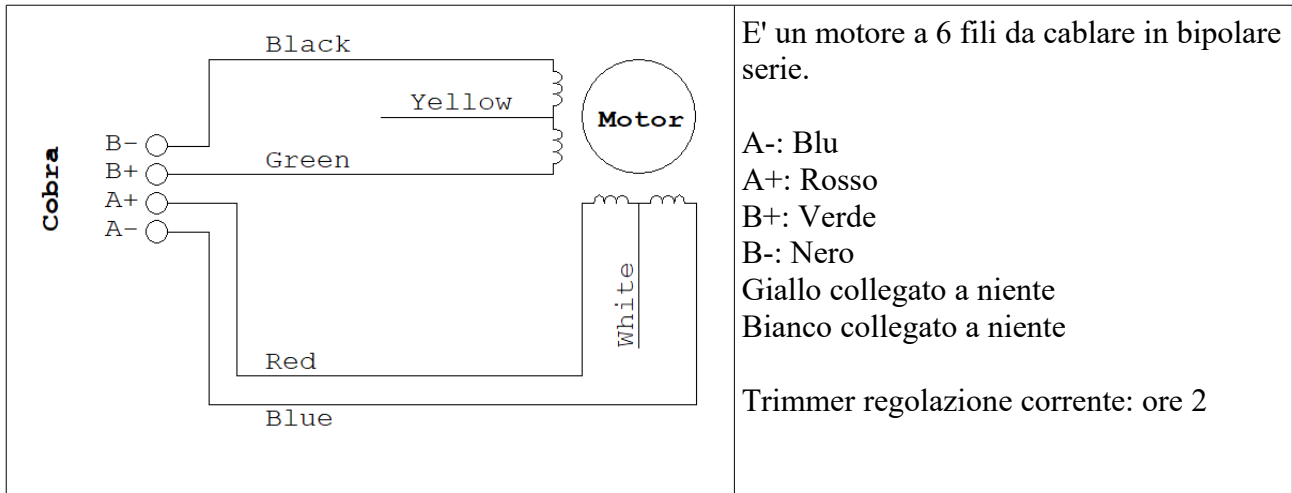 Black
Yellow
Motor
B-
B+
Green
Cobra
A+
A-
White
Red
Blue
E' un motore a 6 fili da cablare in bipolare
serie.
A-: Blu
A+: Rosso
B+: Verde
B-: Nero
Giallo collegato a niente
Bianco collegato a niente
Trimmer regolazione corrente: ore 2